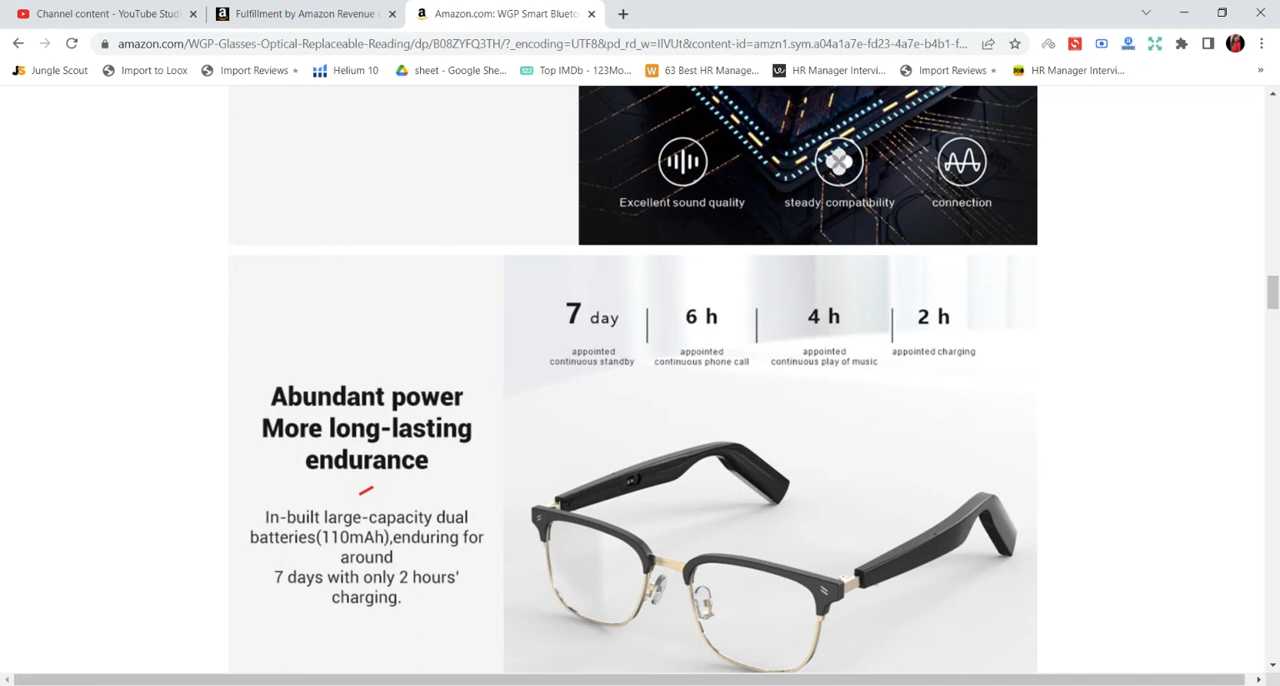 Channel content - YouTube Studi
Fulfillment by Amazon Revenue C
Amazon.com: WGP Smart Blueto
amazon.com/WGP-Glasses-Optical-Replaceable-Reading/dp/B08ZYFQ3TH/?_encoding=UTF8&pd_rd_w=IlVUt&content-id=amzn1.sym.a04a1a7e-fd23-4a7e-b4b1-f...
JS Jungle Scout
Import to Loox
Import Reviews +
Helium 10
sheet - Google She...
Top IMDb - 123Mo...
W 63 Best HR Manage...
HR Manager Intervi...
Import Reviews +
HR Manager Intervi...
»
Excellent sound quality
steady compatibility
connection
7 day
6 h
4 h
2 h
appointed
continuous standby
appointed
continuous phone call
appointed
continuous play of music
appointed charging
Abundant power
More long-lasting
endurance
In-built large-capacity dual
batteries(110mAh),enduring for
around
7 days with only 2 hours'
charging.